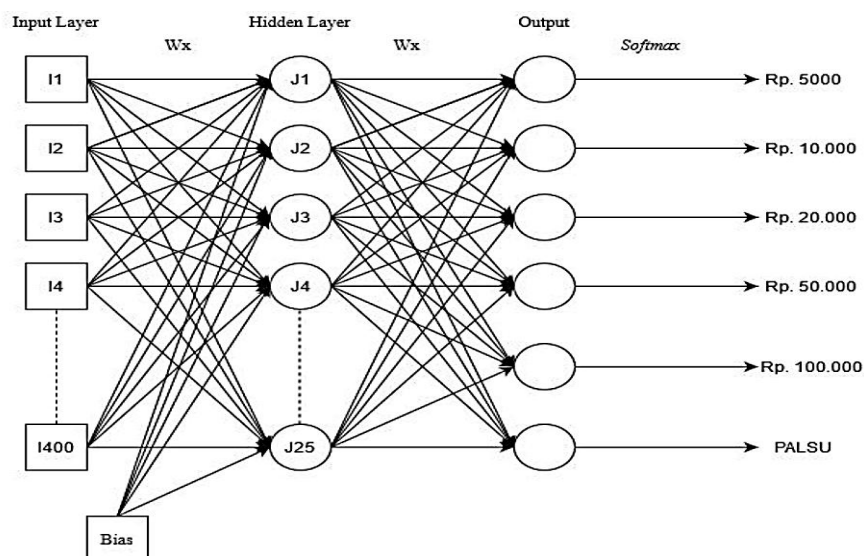 Input Layer
Wx
Hidden Layer
Wx
Output
Softmax
I1
J1
Rp. 5000
I2
J2
Rp. 10.000
I3
J3
Rp. 20.000
I4
J4
Rp. 50.000
Rp. 100.000
I400
J25
PALSU
Bias